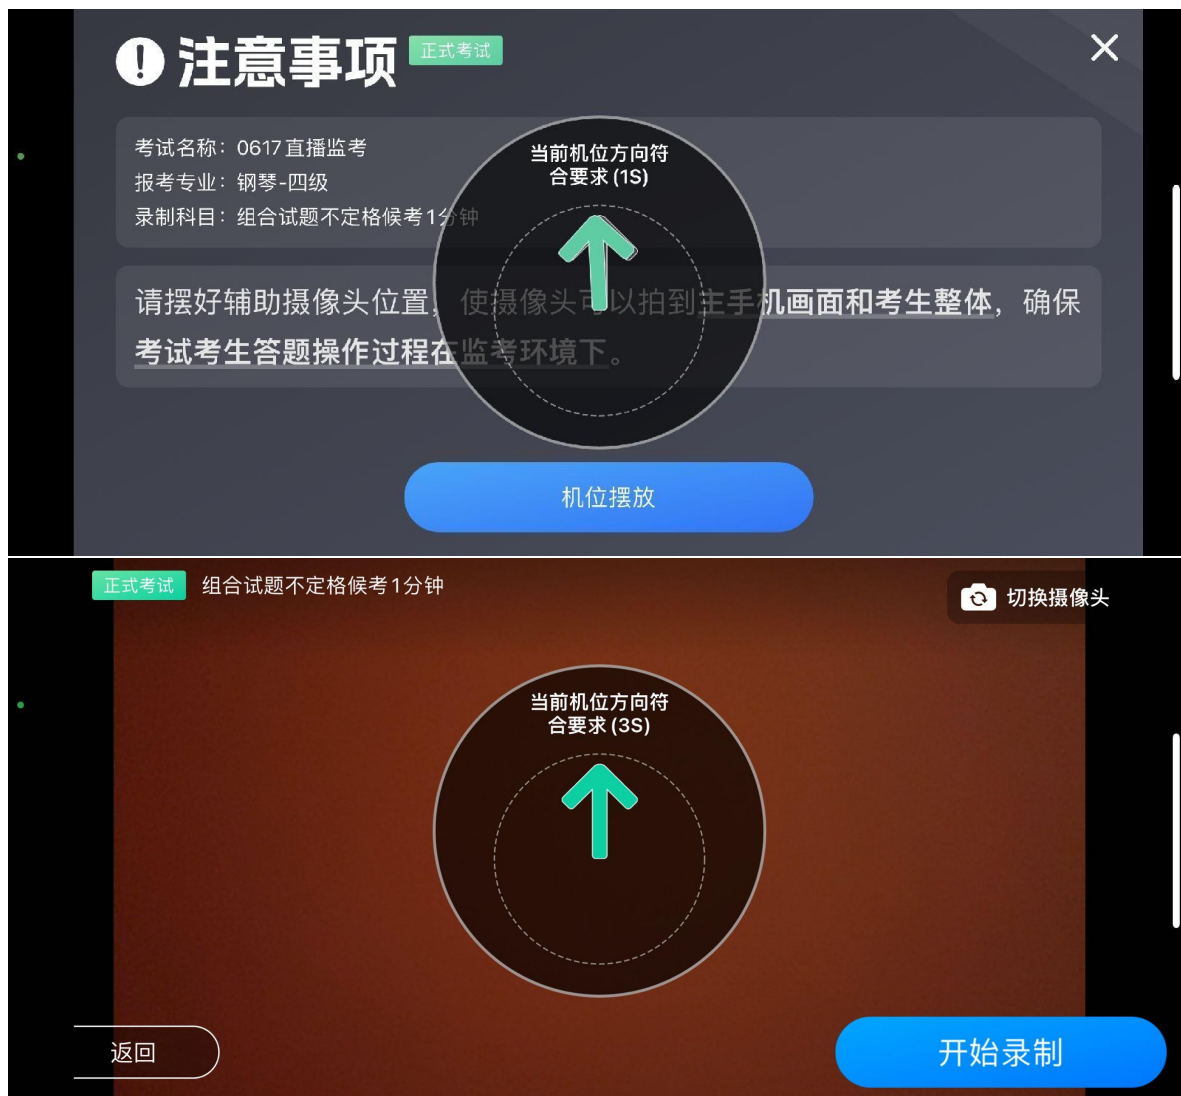 注意事项 正式考试
考试名称：0617直播监考
报考专业：钢琴-四级
录制科目：组合试题不定格候考1分钟
当前机位方向符
合要求(1S)
请摆好辅助摄像头位置，使摄像头可以拍到主手机画面和考生整体，确保
考试考生答题操作过程在监考环境下。
机位摆放
正式考试 组合试题不定格候考1分钟
切换摄像头
当前机位方向符
合要求(3S)
返回
开始录制